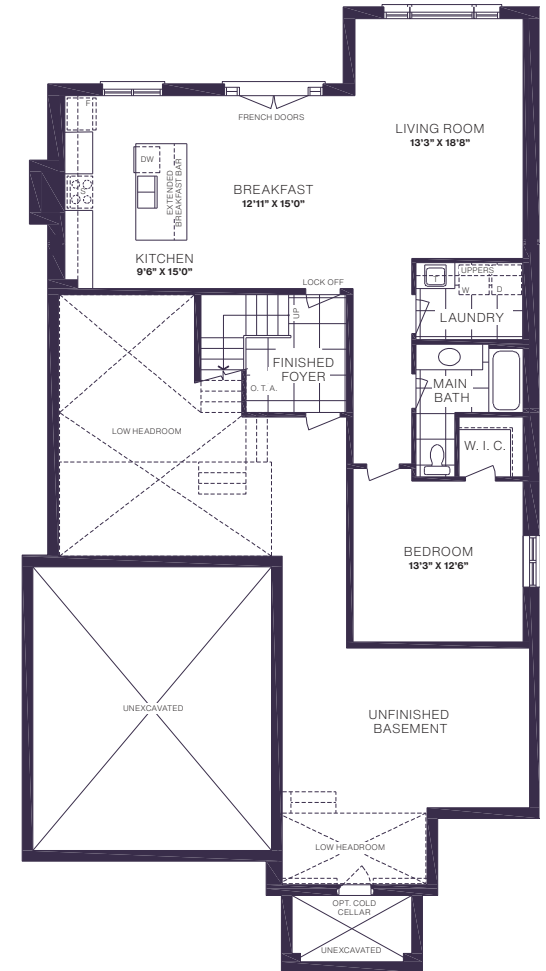 F
FRENCH DOORS
LIVING ROOM
13'3" X 18'8"
DW
EXTENDED
BREAKFAST BAR
BREAKFAST
12'11" X 15'0"
S
KITCHEN
9'6" X 15'0"
LOCK OFF
UPPERS
T
W
D
LAUNDRY
UP
FINISHED
FOYER
O. T. A.
MAIN
BATH
LOW HEADROOM
W. I. C.
BEDROOM
13'3" X 12'6"
UNEXCAVATED
UNFINISHED
BASEMENT
LOW HEADROOM
OPT. COLD
CELLAR
UNEXCAVATED